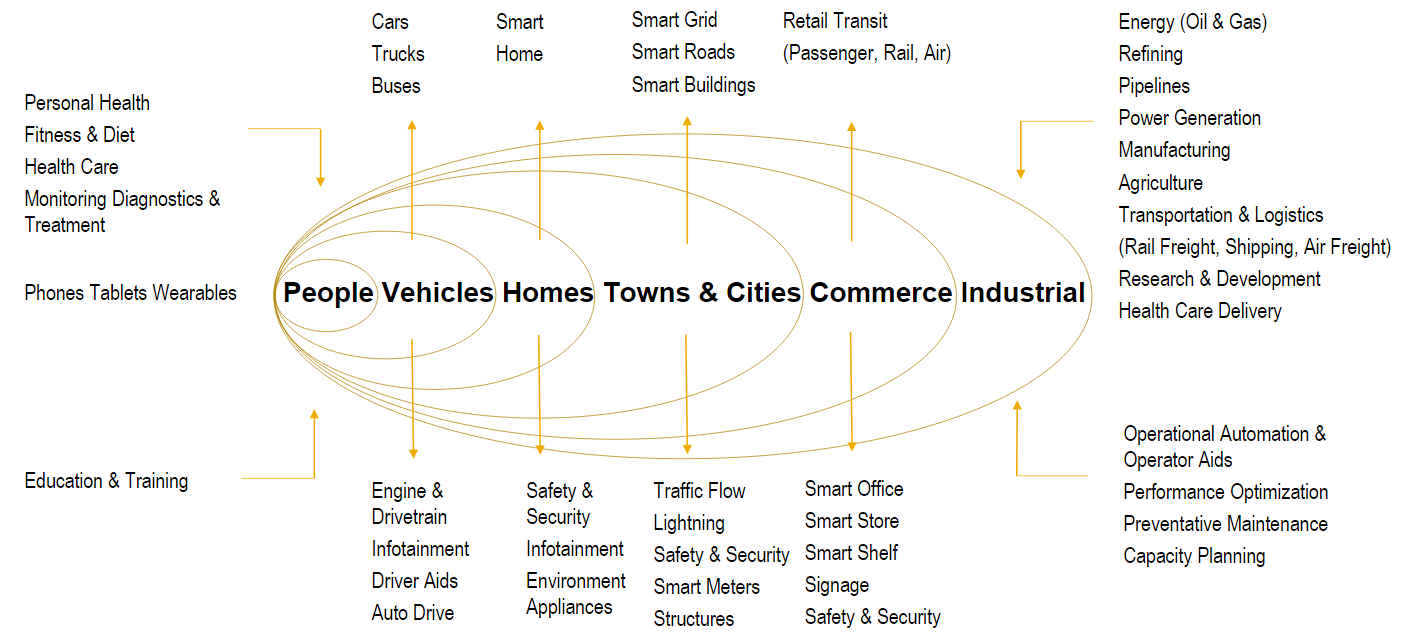 Cars
Trucks
Buses
Smart
Home
Smart Grid
Smart Roads
Smart Buildings
Retail Transit
(Passenger, Rail, Air)
Energy (Oil & Gas)
Refining
Pipelines
Power Generation
Manufacturing
Agriculture
Transportation & Logistics
(Rail Freight, Shipping, Air Freight)
Research & Development
Health Care Delivery
Personal Health
Fitness & Diet
Health Care
Monitoring Diagnostics &
Treatment
Phones Tablets Wearables
People Vehicles Homes Towns & Cities Commerce Industrial
Education & Training
Engine &
Drivetrain
Infotainment
Driver Aids
Auto Drive
Safety &
Security
Infotainment
Environment
Appliances
Traffic Flow
Lightning
Safety & Security
Smart Meters
Structures
Smart Office
Smart Store
Smart Shelf
Signage
Safety & Security
Operational Automation &
Operator Aids
Performance Optimization
Preventative Maintenance
Capacity Planning